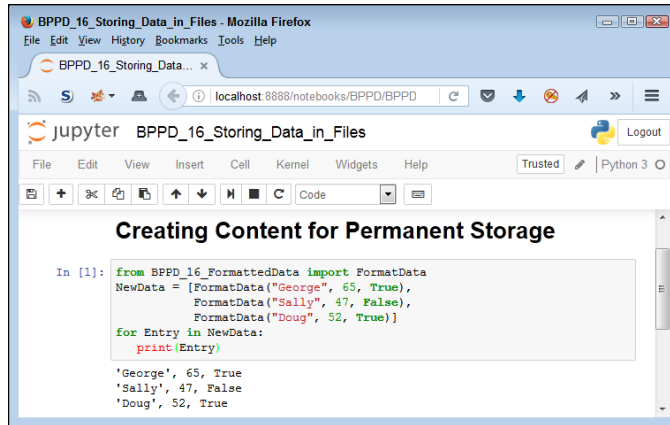 BPPD_16_Storing_Data_in_Files - Mozilla Firefox
File Edit View History Bookmarks Tools Help
BPPD_16_Storing_Data... ×
localhost:8888/notebooks/BPPD/BPPD
jupyter BPPD_16_Storing_Data_in_Files Logout
File Edit View Insert Cell Kernel Widgets Help Trusted Python 3
Code
Creating Content for Permanent Storage
In [1]: from BPPD_16_FormattedData import FormatData
NewData = [FormatData("George", 65, True),
FormatData("Sally", 47, False),
FormatData("Doug", 52, True)]
for Entry in NewData:
print(Entry)
'George', 65, True
'Sally', 47, False
'Doug', 52, True